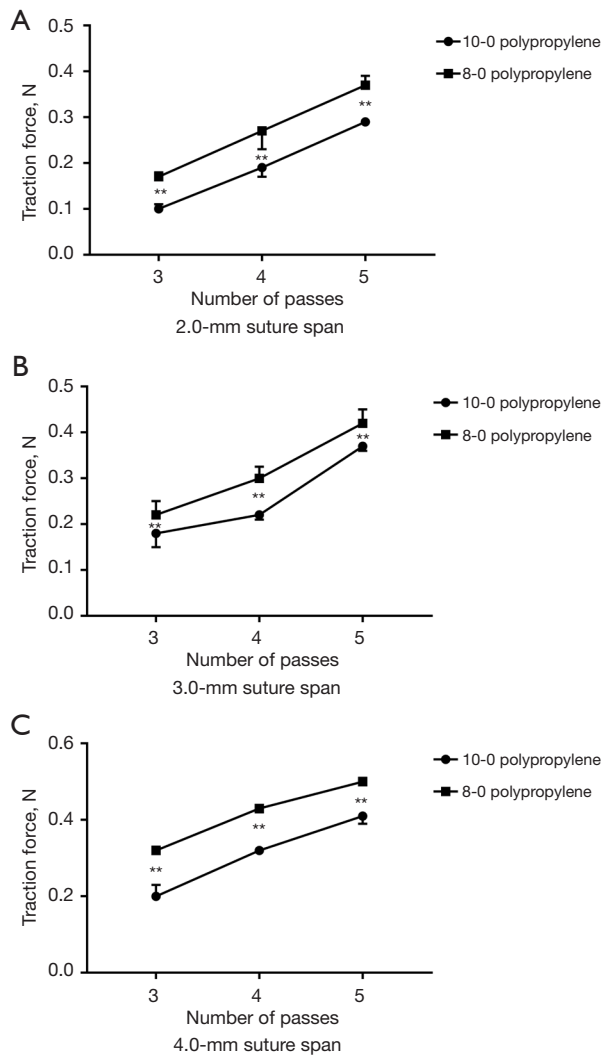 A
10-0 polypropylene
8-0 polypropylene
Traction force, N
0.5
0.4
0.3
0.2
0.1
0.0
**
**
**
3 4 5
Number of passes
2.0-mm suture span
B
10-0 polypropylene
8-0 polypropylene
Traction force, N
0.5
0.4
0.3
0.2
0.1
0.0
**
**
**
3 4 5
Number of passes
3.0-mm suture span
C
10-0 polypropylene
8-0 polypropylene
Traction force, N
0.6
0.4
0.2
0.0
**
**
**
3 4 5
Number of passes
4.0-mm suture span